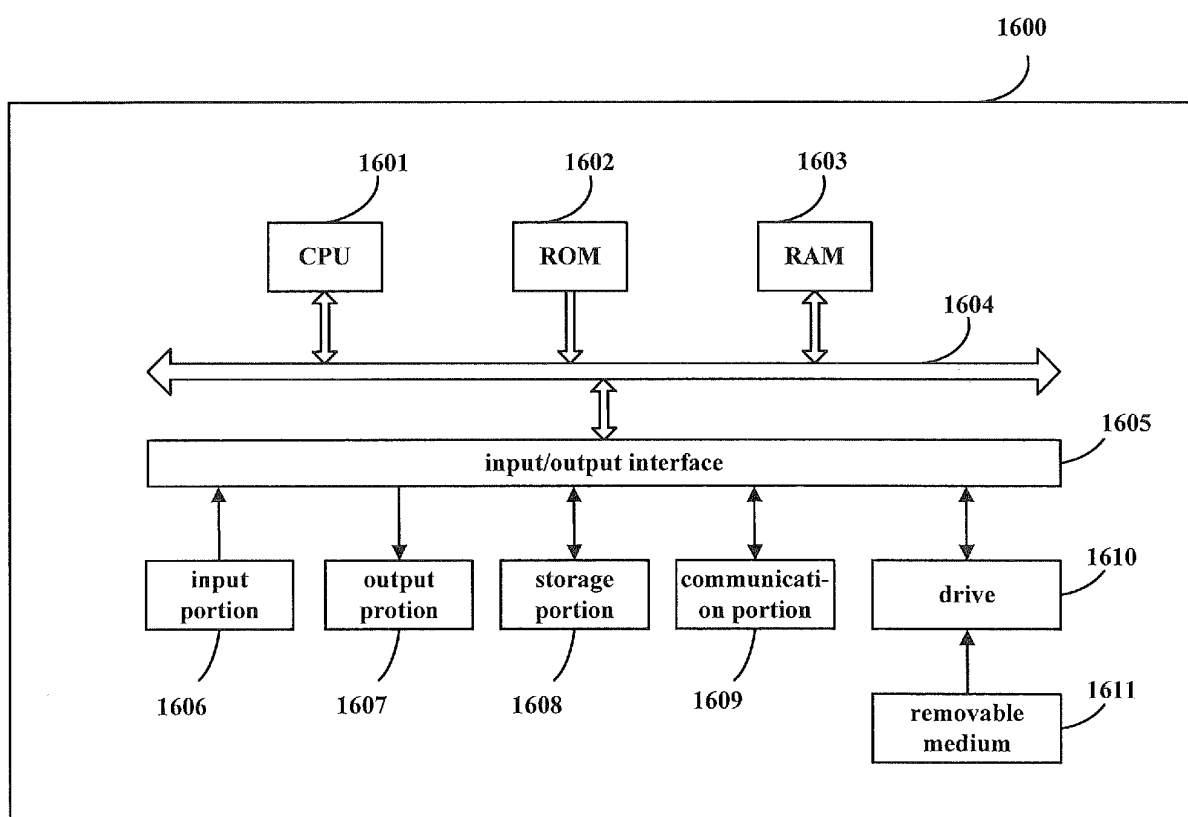 1600
1601
1602
1603
CPU
ROM
RAM
1604
1605
input/output interface
input
portion
output
protion
storage
portion
communicati-
on portion
drive
1610
1606
1607
1608
1609
removable
medium
1611